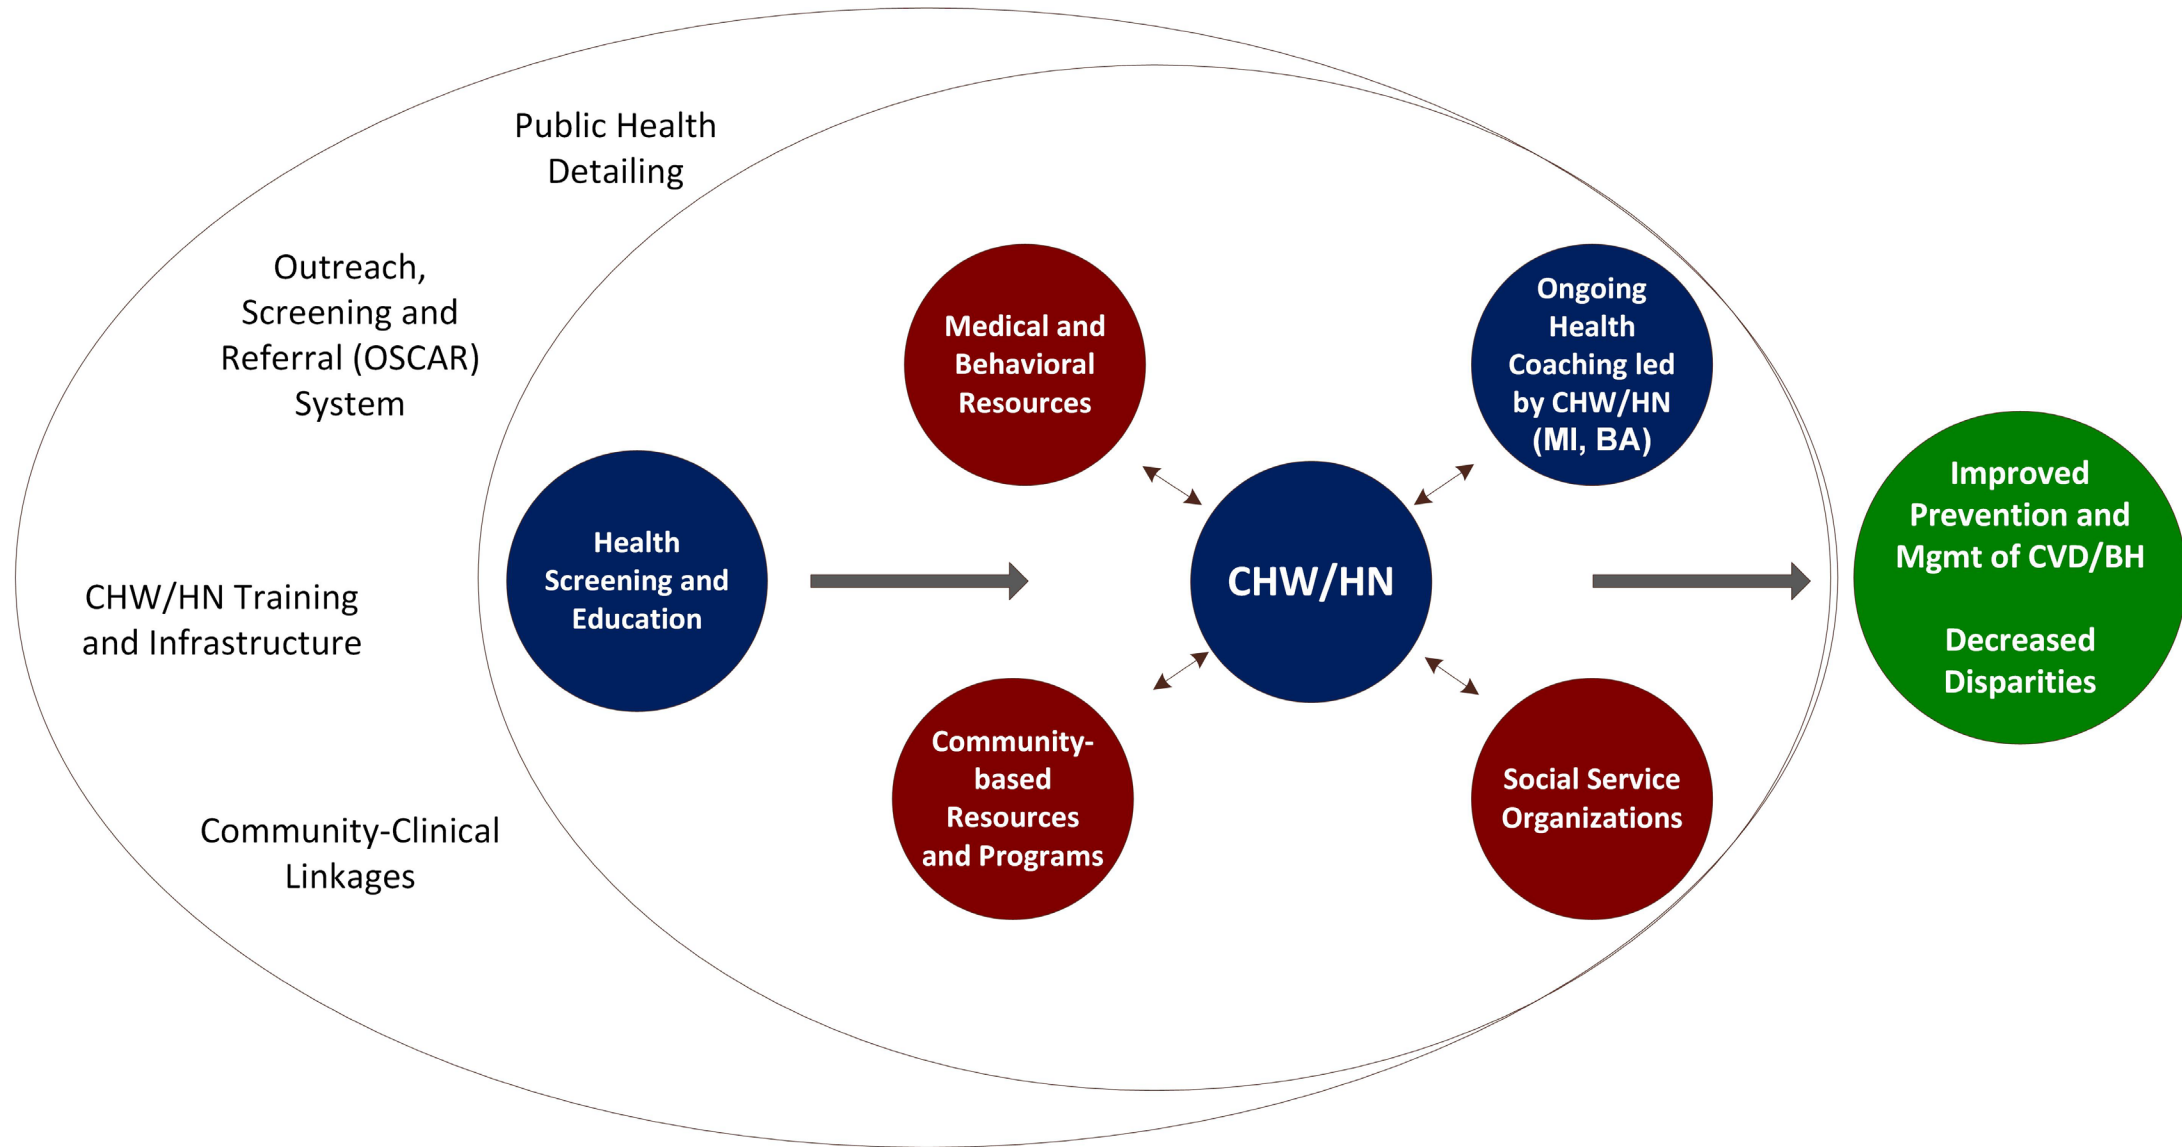 Public Health
Detailing
Outreach,
Screening and
Referral (OSCAR)
System
CHW/HN Training
and Infrastructure
Community-Clinical
Linkages
Health
Screening and
Education
Medical and
Behavioral
Resources
Community-
based
Resources
and Programs
CHW/HN
Ongoing
Health
Coaching led
by CHW/HN
(MI, BA)
Social Service
Organizations
Improved
Prevention and
Mgmt of CVD/BH
Decreased
Disparities